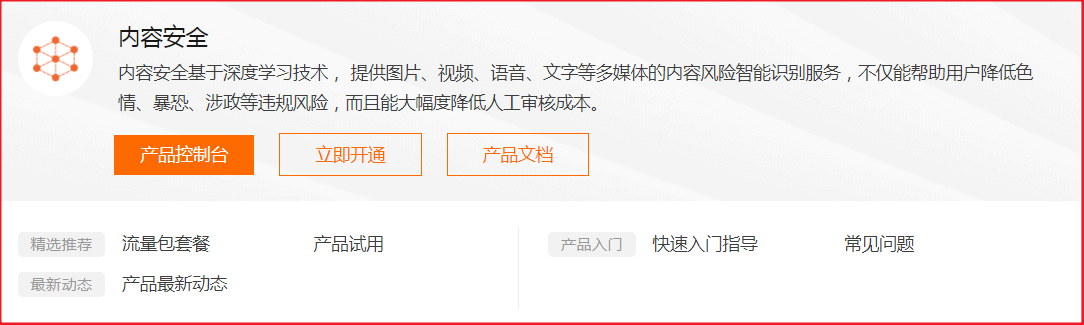 内容安全
内容安全基于深度学习技术， 提供图片、视频、语音、文字等多媒体的内容风险智能识别服务，不仅能帮助用户降低色
情、暴恐、涉政等违规风险，而且能大幅度降低人工审核成本。
产品控制台 立即开通 产品文档
精选推荐 流量包套餐 产品试用 产品入门 快速入门指导 常见问题
最新动态 产品最新动态